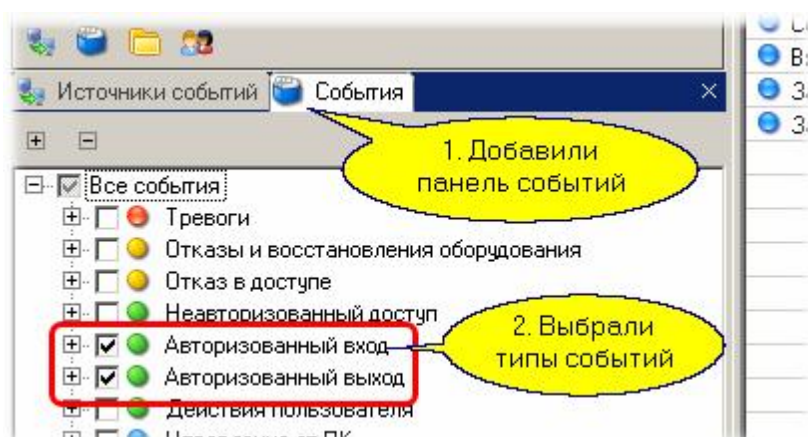 Источники событий
События
1. Добавили
панель событий
Все события
Тревоги
Отказы и восстановления оборудования
Отказ в доступе
Неавторизованный доступ
2. Выбрали
типы событий
Авторизованный вход
Авторизованный выход
Действия пользователя